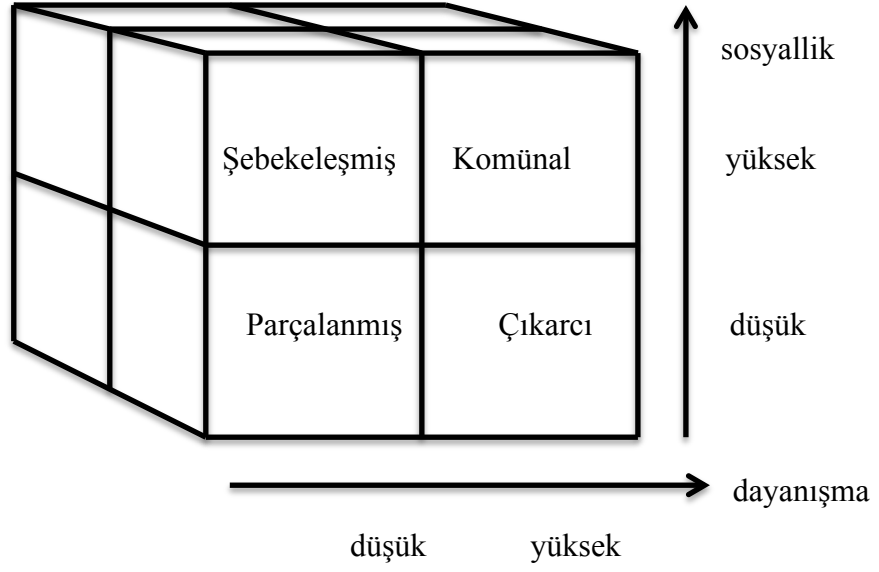 sosyallik
Şebekeleşmiş Komünal yüksek
Parçalanmış Çıkarcı düşük
dayanışma
düşük yüksek